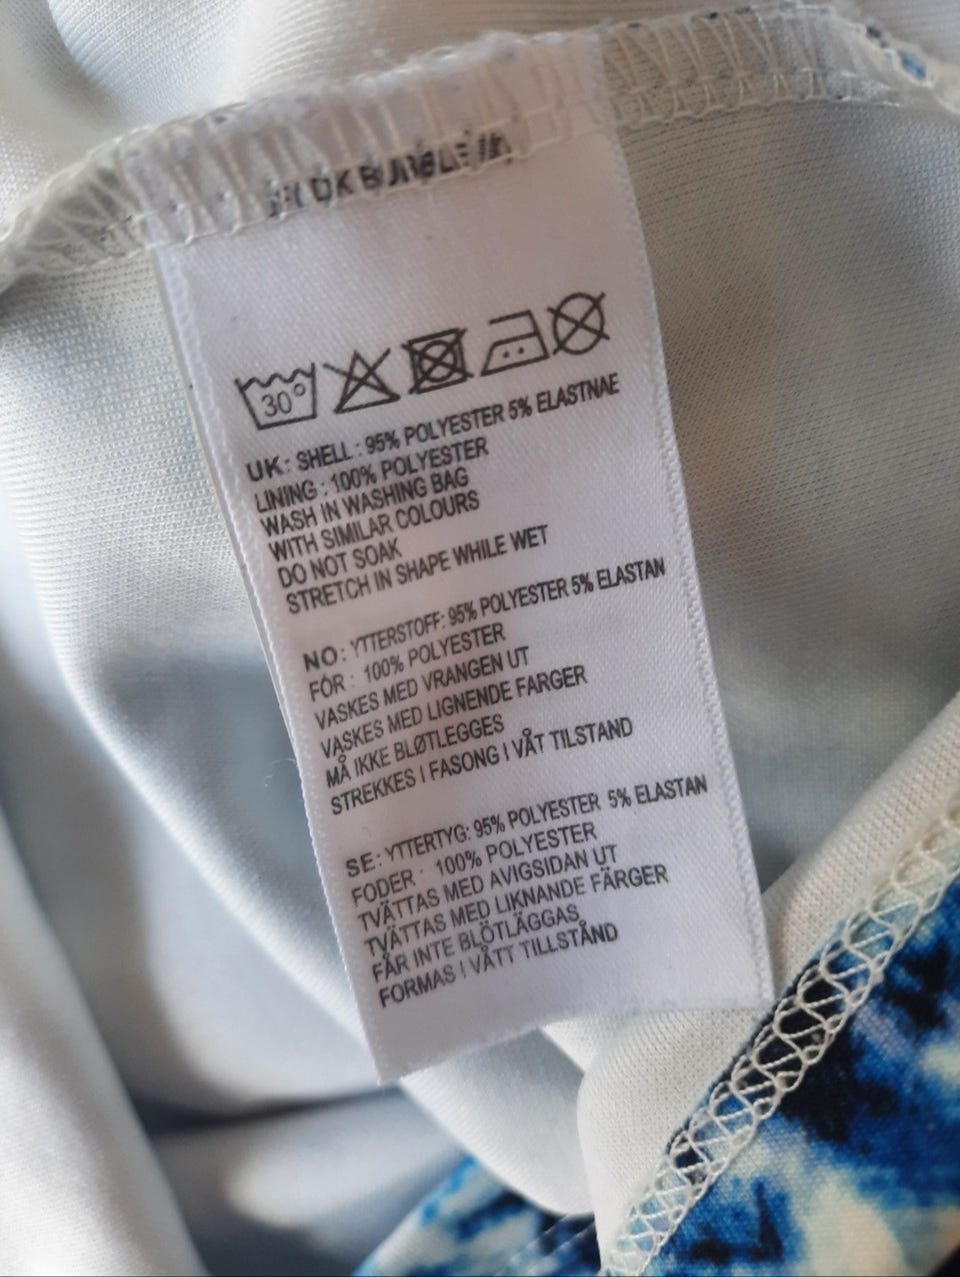 30°
UK: SHELL : 95% POLYESTER 5% ELASTNAE
LINING : 100% POLYESTER
WASH IN WASHING BAG
WITH SIMILAR COLOURS
DO NOT SOAK
STRETCH IN SHAPE WHILE WET
NO: YTTERSTOFF: 95% POLYESTER 5% ELASTAN
FÓR : 100% POLYESTER
VASKES MED VRANGEN UT
VASKES MED LIGNENDE FARGER
MÅ IKKE BLØTLEGGES
STREKKES I FASONG I VÅT TILSTAND
SE: YTTERTYG: 95% POLYESTER 5% ELASTAN
FODER : 100% POLYESTER
TVÄTTAS MED AVIGSIDAN UT
TVÄTTAS MED LIKNANDE FÄRGER
FÅR INTE BLÖTLÄGGAS
FORMAS I VÅTT TILLSTÅND